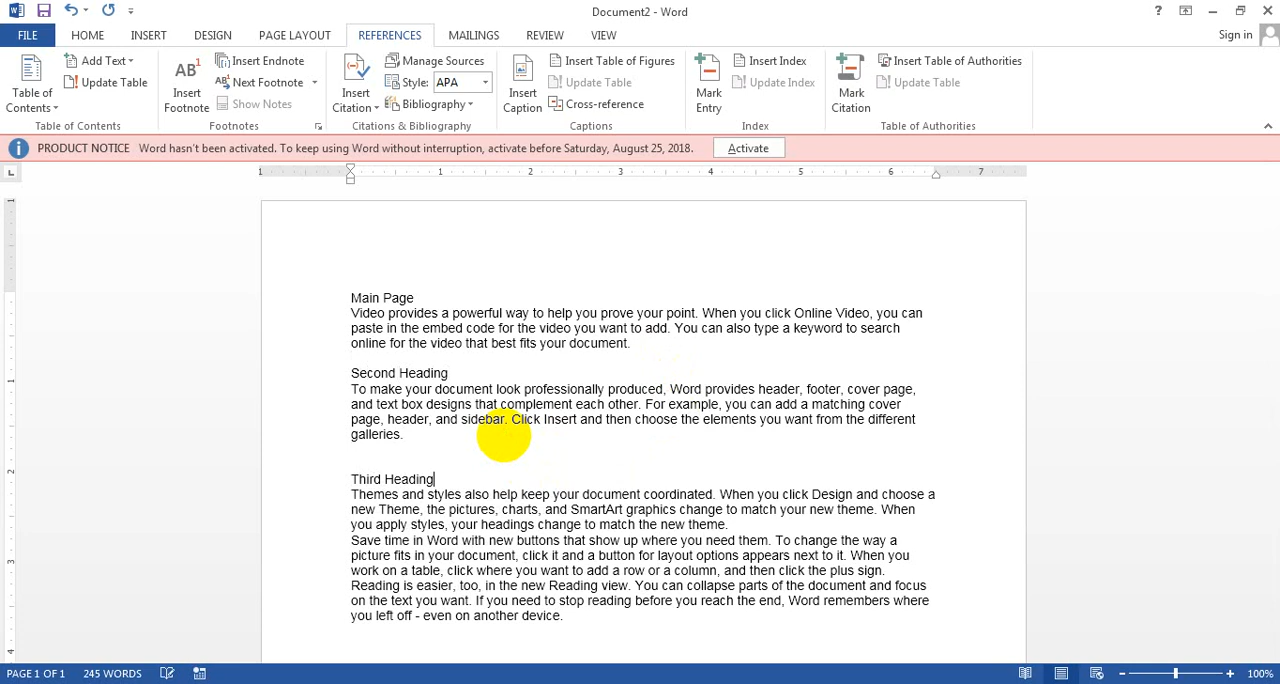 Document2 - Word
?
FILE HOME INSERT DESIGN PAGE LAYOUT REFERENCES MAILINGS REVIEW VIEW Sign in
Table of Contents
Add Text
Update Table
Table of Contents
AB1 Insert Footnote
Insert Endnote
Next Footnote
Show Notes
Footnotes
Insert Citation
Manage Sources
Style: APA
Bibliography
Citations & Bibliography
Insert Caption
Insert Table of Figures
Update Table
Cross-reference
Captions
Mark Entry
Insert Index
Update Index
Index
Mark Citation
Insert Table of Authorities
Update Table
Table of Authorities
PRODUCT NOTICE Word hasn't been activated. To keep using Word without interruption, activate before Saturday, August 25, 2018. Activate
1 1 2 3 4 5 6 7
Main Page
Video provides a powerful way to help you prove your point. When you click Online Video, you can
paste in the embed code for the video you want to add. You can also type a keyword to search
online for the video that best fits your document.
Second Heading
To make your document look professionally produced, Word provides header, footer, cover page,
and text box designs that complement each other. For example, you can add a matching cover
page, header, and sidebar. Click Insert and then choose the elements you want from the different
galleries.
Third Heading
Themes and styles also help keep your document coordinated. When you click Design and choose a
new Theme, the pictures, charts, and SmartArt graphics change to match your new theme. When
you apply styles, your headings change to match the new theme.
Save time in Word with new buttons that show up where you need them. To change the way a
picture fits in your document, click it and a button for layout options appears next to it. When you
work on a table, click where you want to add a row or a column, and then click the plus sign.
Reading is easier, too, in the new Reading view. You can collapse parts of the document and focus
on the text you want. If you need to stop reading before you reach the end, Word remembers where
you left off - even on another device.
1
1
2
3
4
PAGE 1 OF 1 245 WORDS 100%